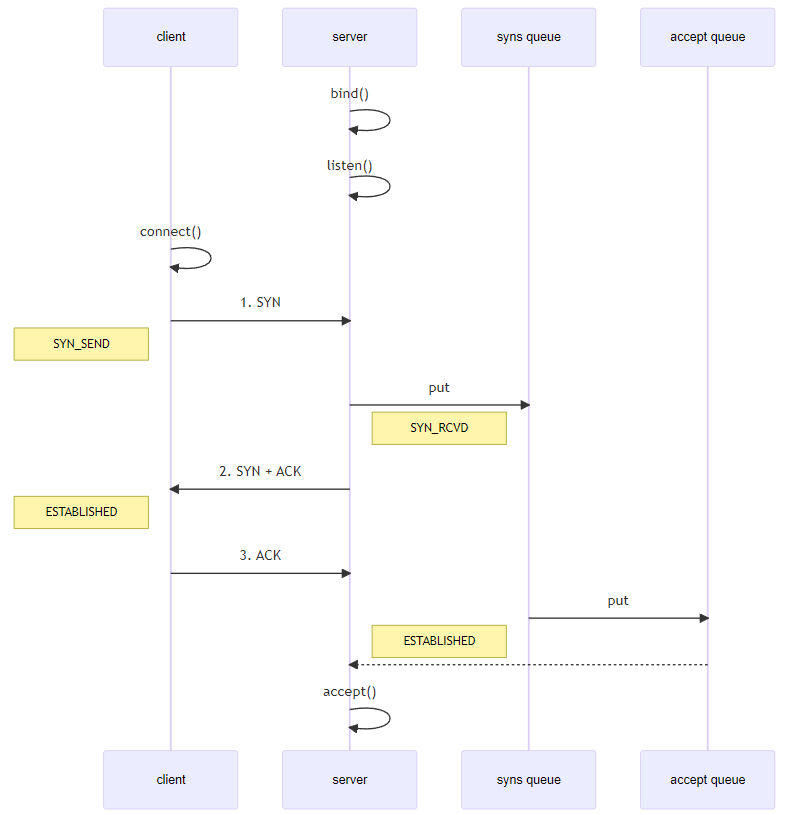 client
server
syns queue
accept queue
bind()
listen()
connect()
1. SYN
SYN_SEND
put
SYN_RCVD
2. SYN + ACK
ESTABLISHED
3. ACK
put
ESTABLISHED
accept()
client
server
syns queue
accept queue